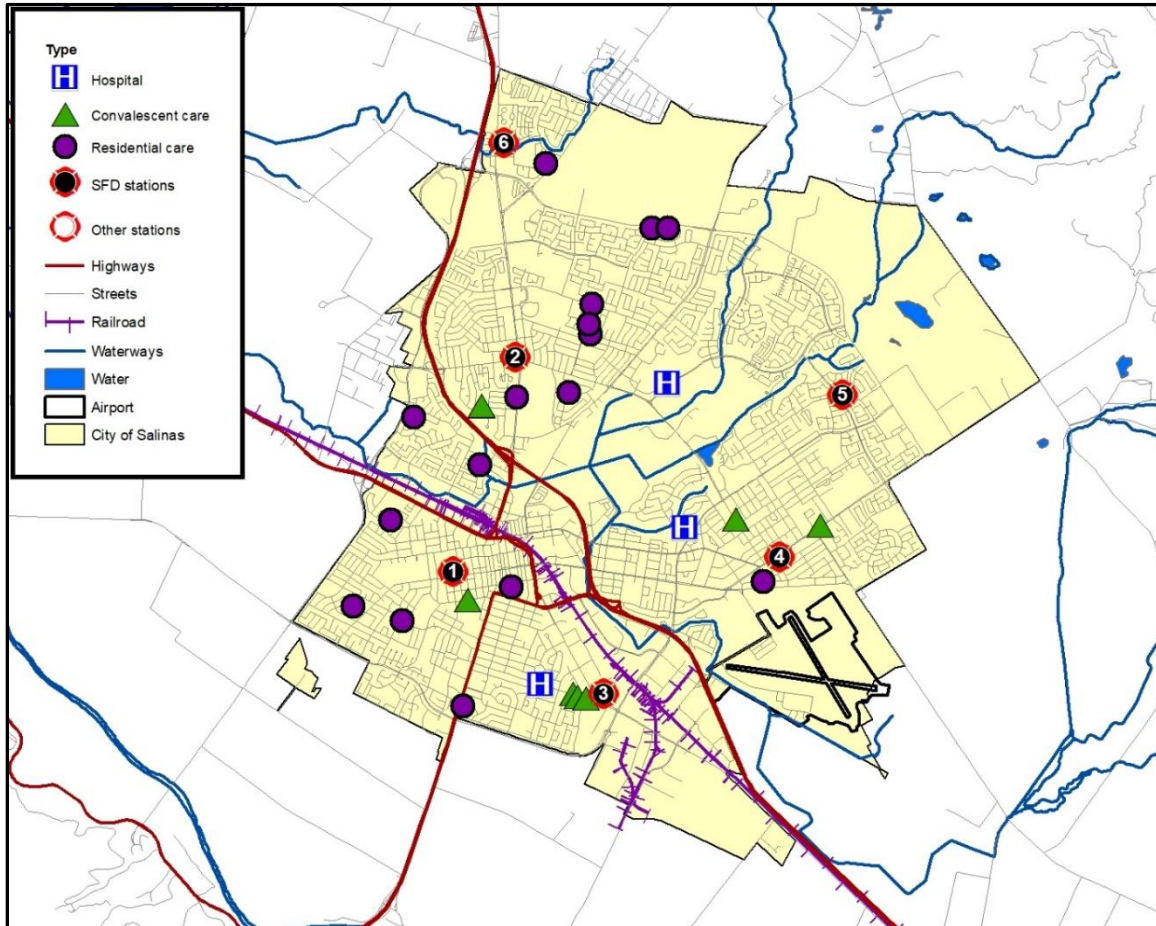 Type
H Hospital
Convalescent care
Residential care
SFD stations
Other stations
Highways
Streets
Railroad
Waterways
Water
Airport
City of Salinas
6
2
H
5
H
4
1
H
3